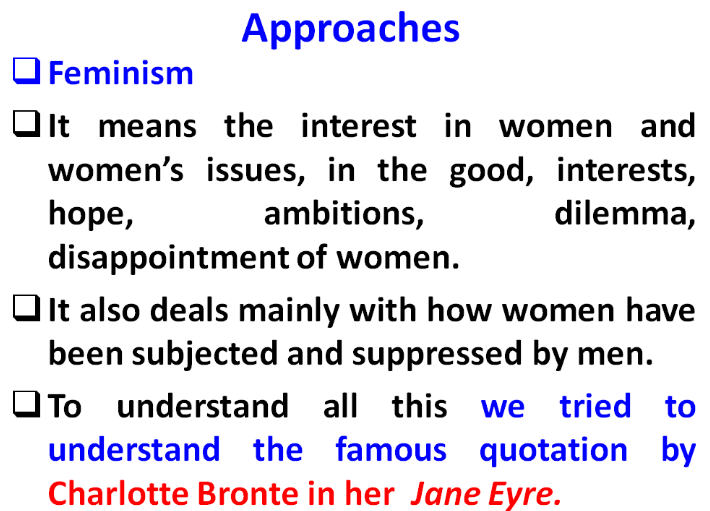 Approaches
Feminism
It means the interest in women and
women's issues, in the good, interests,
hope, ambitions, dilemma,
disappointment of women.
It also deals mainly with how women have
been subjected and suppressed by men.
To understand all this we tried to
understand the famous quotation by
Charlotte Bronte in her Jane Eyre.